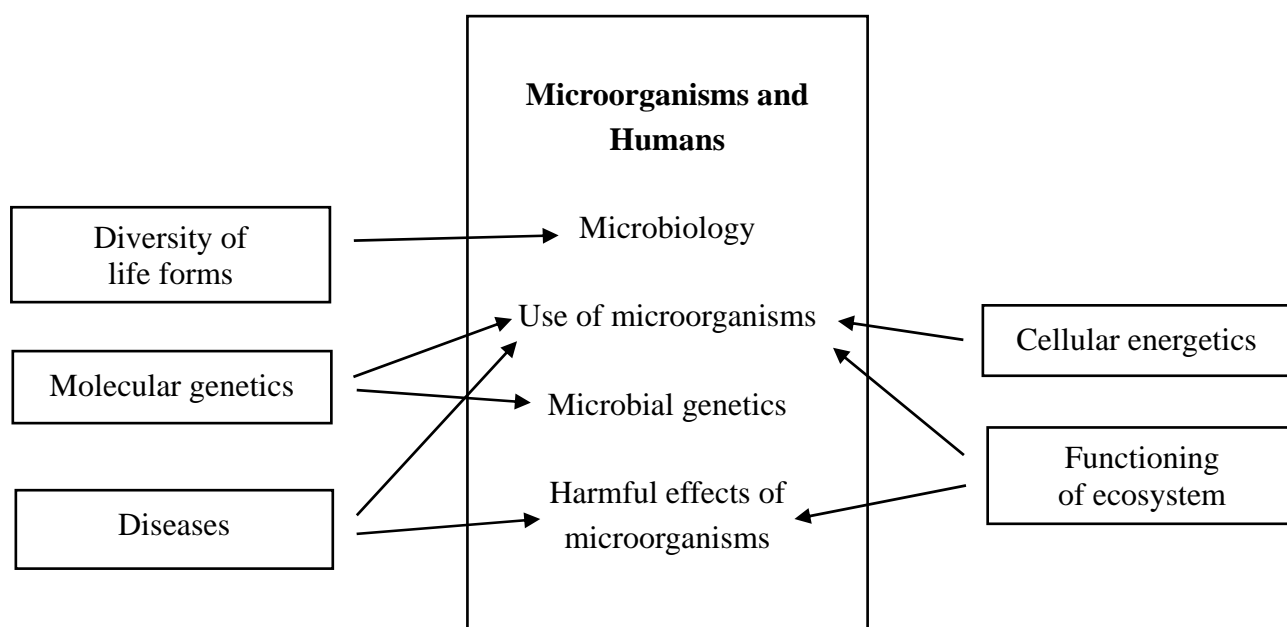 Microorganisms and
Humans
Diversity of
life forms
Microbiology
Use of microorganisms
Cellular energetics
Molecular genetics
Microbial genetics
Functioning
of ecosystem
Diseases
Harmful effects of
microorganisms